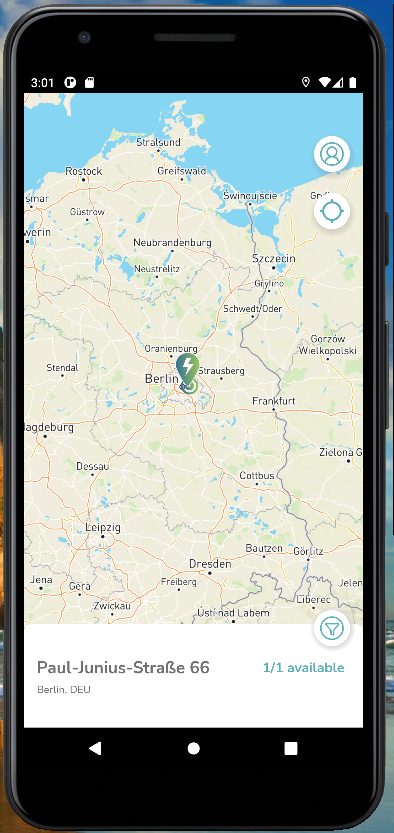 3:01
Stralsund
Rostock
Greifswald
smar
Świnoujście
Güstrow
werin
Neubrandenburg
Szczecin
Neustrelitz
Gryfino
Schwedt/Oder
Gorzów
Wielkopolski
Oranienburg
Stendal
Berlin
Strausberg
Frankfurt
Magdeburg
Zielona G
Dessau
Cottbus
Leipzig
Bautzen
Görlitz
Dresden
Jena
Gera
Freiberg
Jelen
Liberec
Zwickau
Ústí nad Labem
Paul-Junius-Straße 66
1/1 available
Berlin, DEU